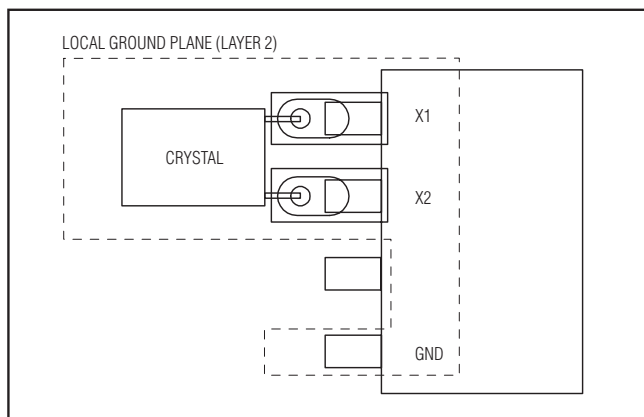 LOCAL GROUND PLANE (LAYER 2)
X1
CRYSTAL
X2
GND